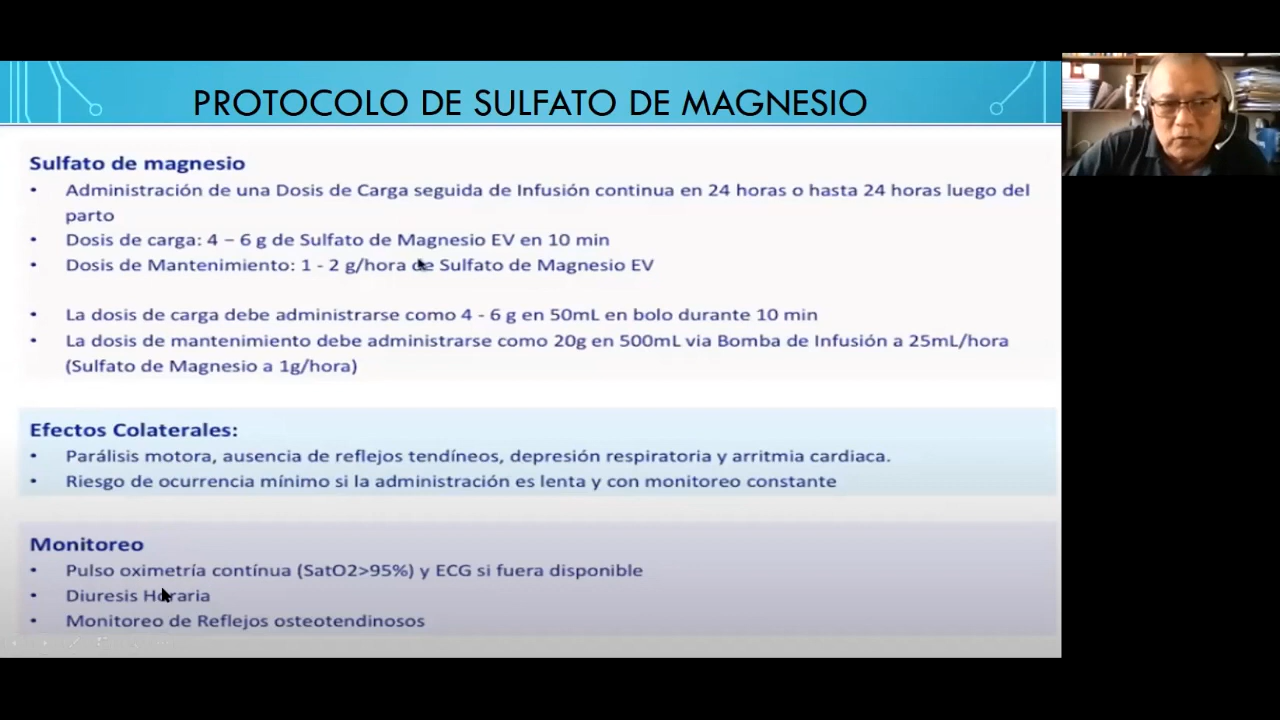 PROTOCOLO DE SULFATO DE MAGNESIO
Sulfato de magnesio
• Administración de una Dosis de Carga seguida de Infusión continua en 24 horas o hasta 24 horas luego del
parto
• Dosis de carga: 4 – 6 g de Sulfato de Magnesio EV en 10 min
• Dosis de Mantenimiento: 1 - 2 g/hora de Sulfato de Magnesio EV
• La dosis de carga debe administrarse como 4 - 6 g en 50mL en bolo durante 10 min
• La dosis de mantenimiento debe administrarse como 20g en 500mL via Bomba de Infusión a 25mL/hora
(Sulfato de Magnesio a 1g/hora)
Efectos Colaterales:
• Parálisis motora, ausencia de reflejos tendíneos, depresión respiratoria y arritmia cardiaca.
• Riesgo de ocurrencia mínimo si la administración es lenta y con monitoreo constante
Monitoreo
• Pulso oximetría contínua (SatO2>95%) y ECG si fuera disponible
• Diuresis Horaria
• Monitoreo de Reflejos osteotendinosos